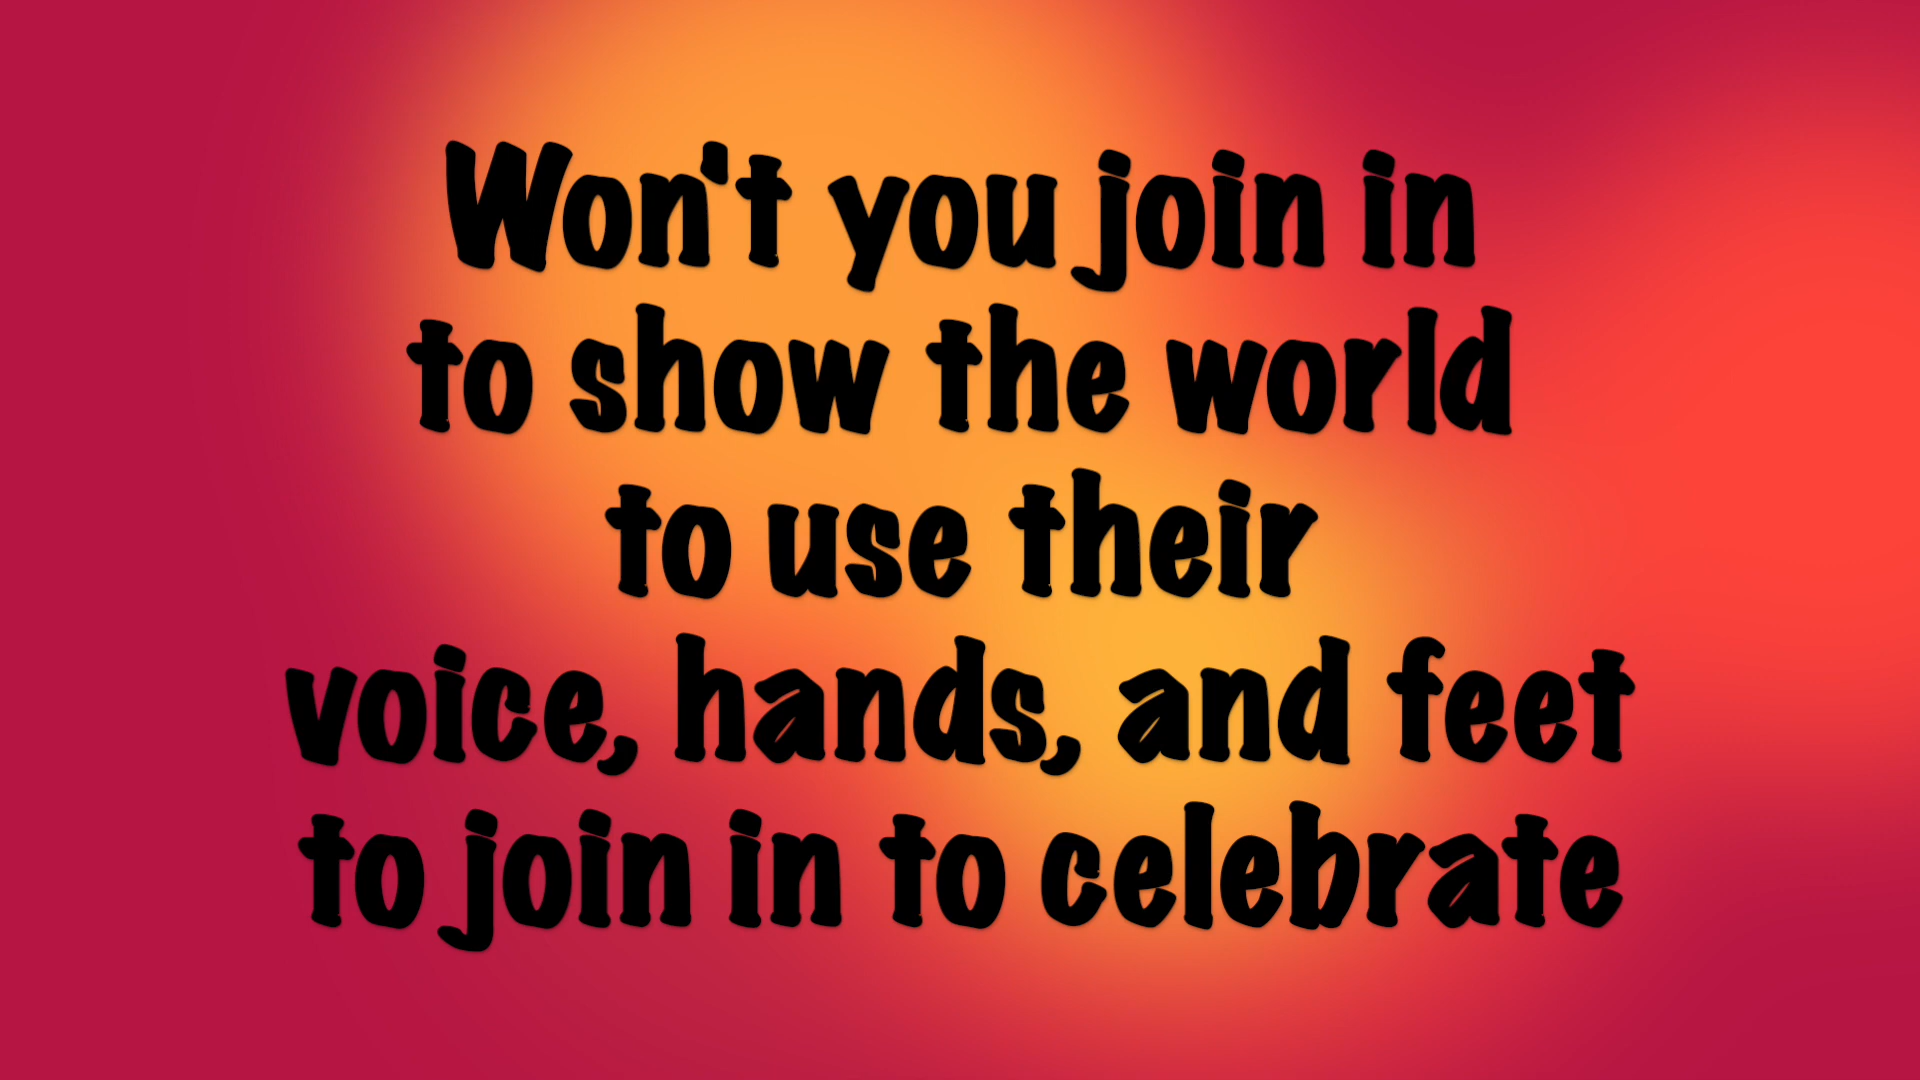 Won't you join in
to show the world
to use their
voice, hands, and feet
to join in to celebrate